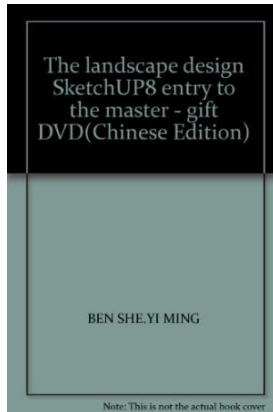 The landscape design
SketchUP8 entry to
the master - gift
DVD(Chinese Edition)
BEN SHE.YI MING
Note: This is not the actual book cover